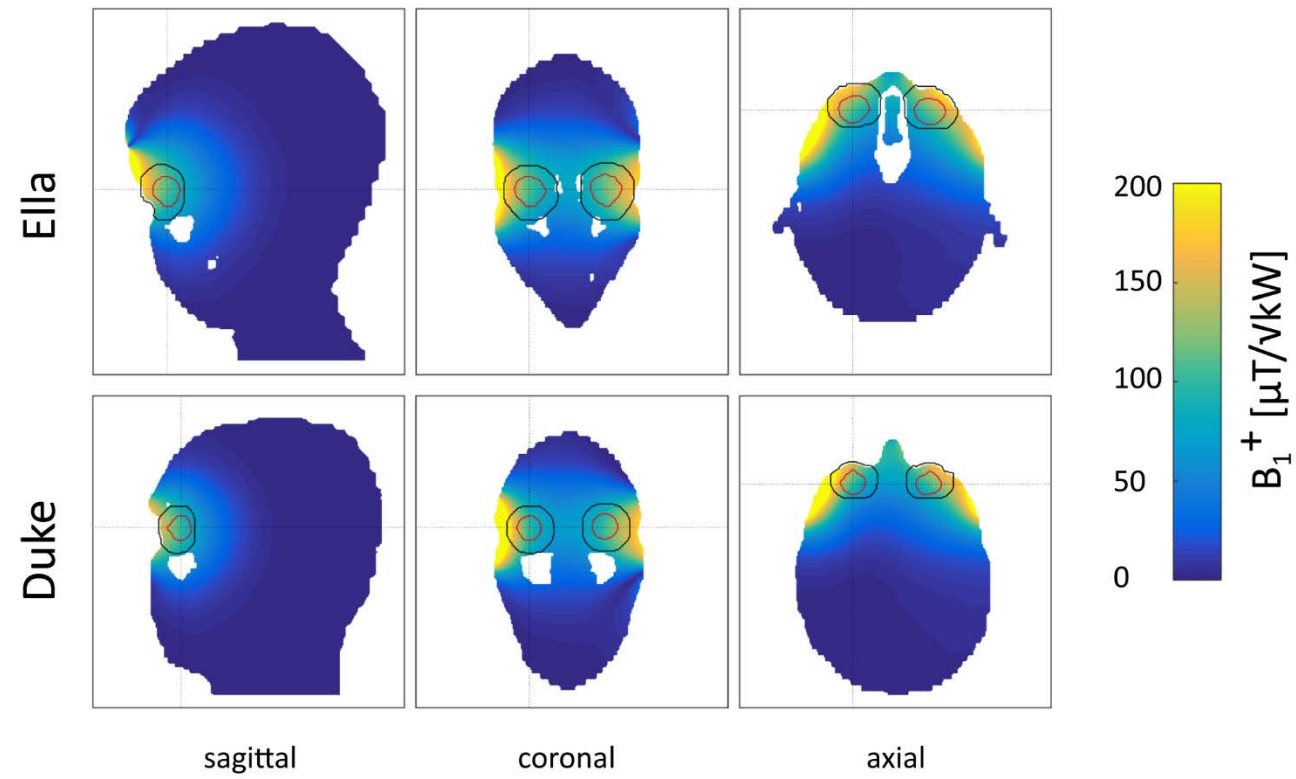 Ella
Duke
sagittal
coronal
axial
200
150
100
50
0
B₁⁺ [µT/√kW]